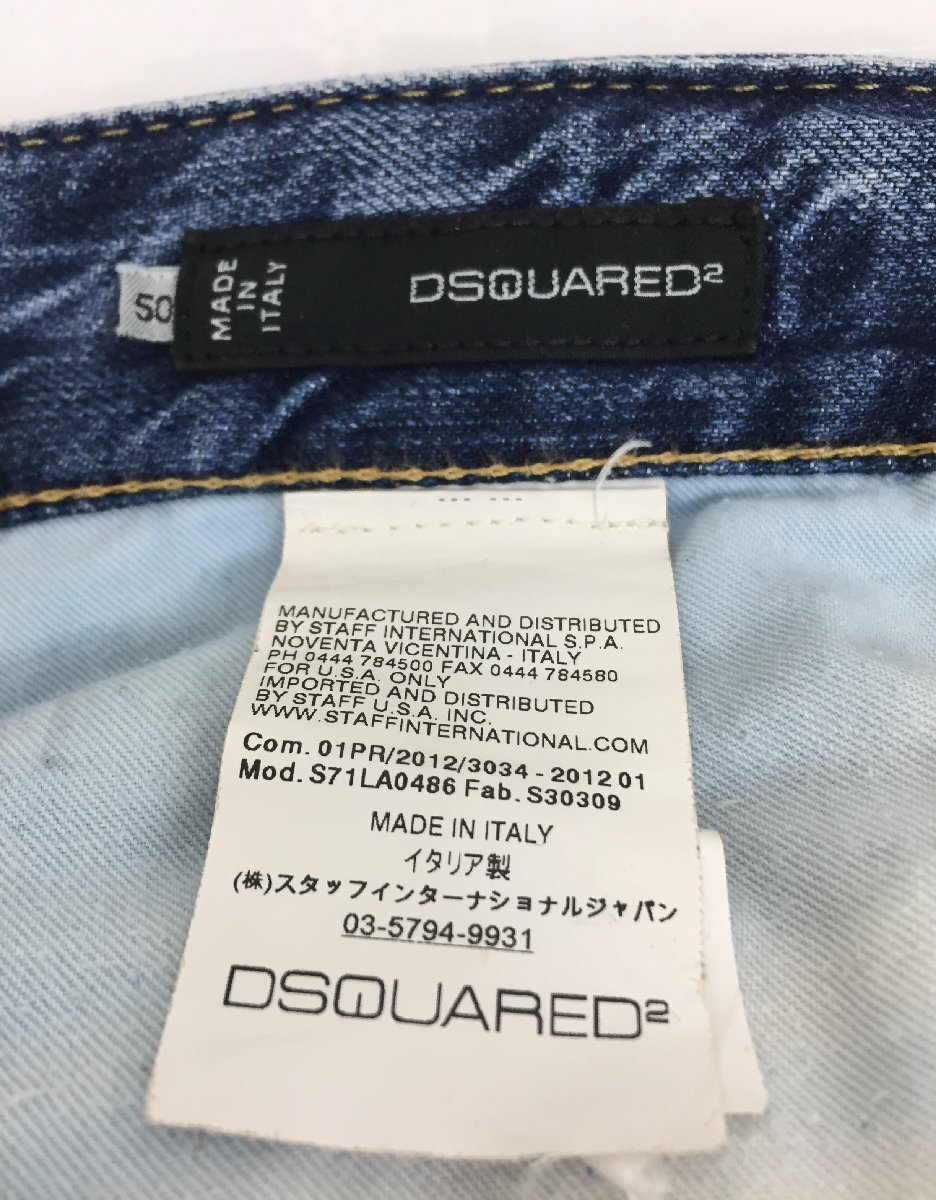 50
MADE
IN
ITALY
DSQUARED2
MANUFACTURED AND DISTRIBUTED
BY STAFF INTERNATIONAL S.P.A.
NOVENTA VICENTINA - ITALY
PH 0444 784500 FAX 0444 784580
FOR U.S.A. ONLY
IMPORTED AND DISTRIBUTED
BY STAFF U.S.A. INC.
WWW.STAFFINTERNATIONAL.COM
Com. 01PR/2012/3034 - 2012 01
Mod. S71LA0486 Fab. S30309
MADE IN ITALY
イタリア製
(株)スタッフインターナショナルジャパン
03-5794-9931
DSQUARED2